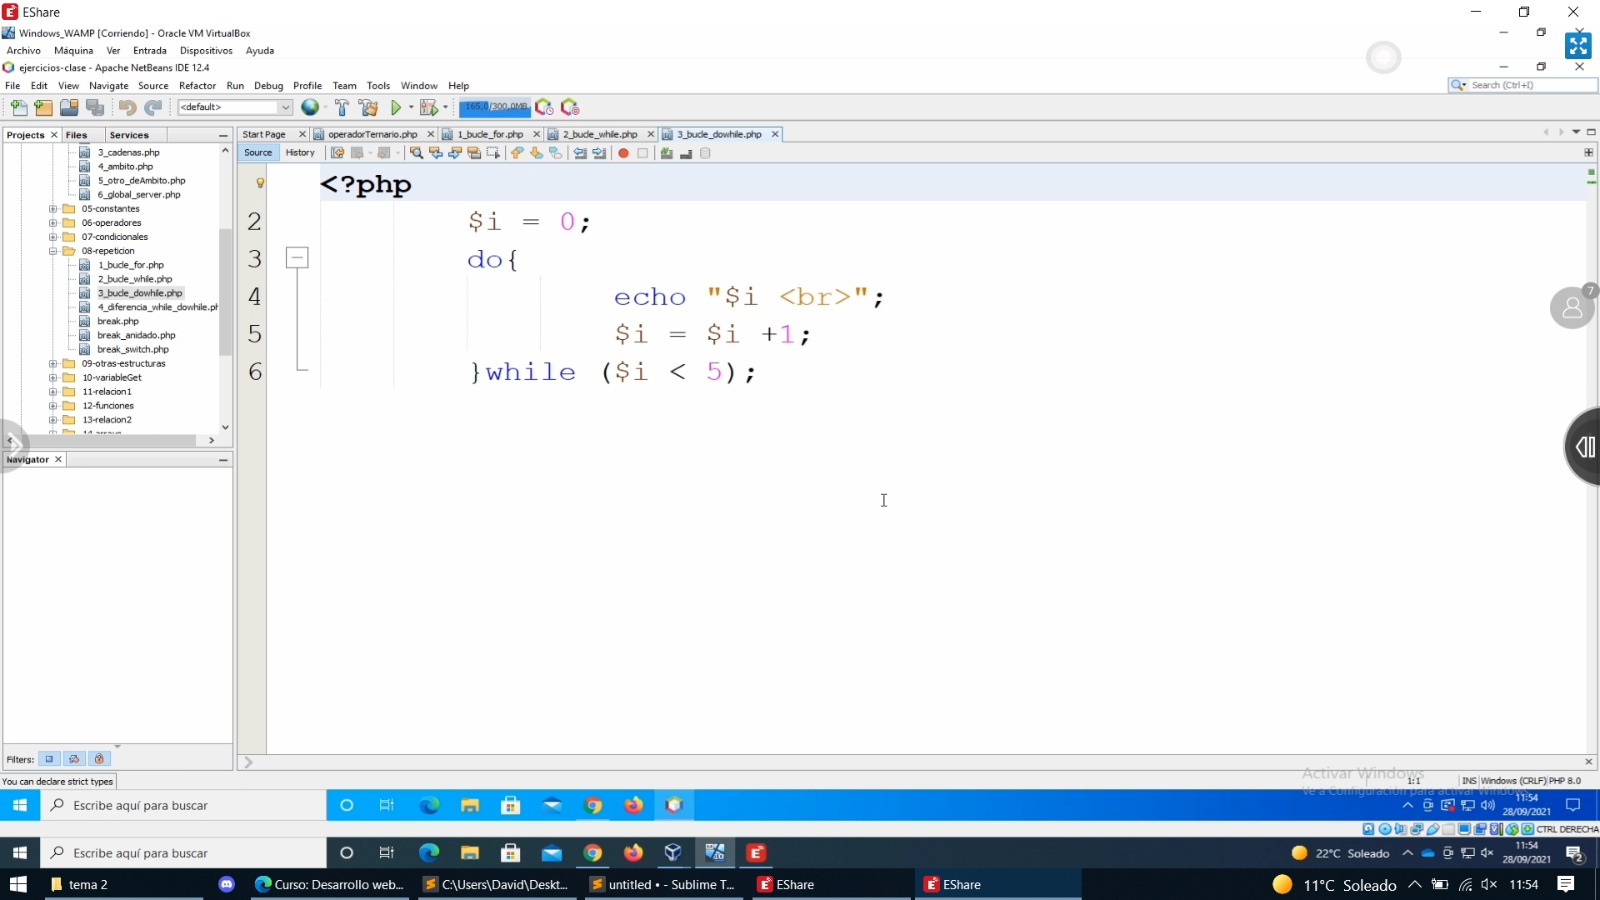 EShare
Windows_WAMP [Corriendo] - Oracle VM VirtualBox
Archivo Máquina Ver Entrada Dispositivos Ayuda
ejercicios-clase - Apache NetBeans IDE 12.4
File Edit View Navigate Source Refactor Run Debug Profile Team Tools Window Help
Search (Ctrl+I)
<default>
165,0/300,0MB
Projects Files Services
Start Page operadorTernario.php 1_bucle_for.php 2_bucle_while.php 3_bucle_dowhile.php
Source History
3_cadenas.php
4_ambito.php
5_otro_deAmbito.php
6_global_server.php
05-constantes
06-operadores
07-condicionales
08-repeticion
1_bucle_for.php
2_bucle_while.php
3_bucle_dowhile.php
4_diferencia_while_dowhile.ph
break.php
break_anidado.php
break_switch.php
09-otras-estructuras
10-variableGet
11-relacion1
12-funciones
13-relacion2
<?php
2 $i = 0;
3 do{
4 echo "$i <br>";
5 $i = $i +1;
6 }while ($i < 5);
7
Navigator
Filters:
You can declare strict types
Activar Windows
Ve a Configuración para activar Windows.
1:1 INS Windows (CRLF) PHP 8.0
Escribe aquí para buscar
11:54
28/09/2021
CTRL DERECHA
Escribe aquí para buscar
22°C Soleado
11:54
28/09/2021
2
tema 2
Curso: Desarrollo web...
C:\Users\David\Deskt...
untitled • - Sublime T...
EShare
EShare
11°C Soleado
11:54